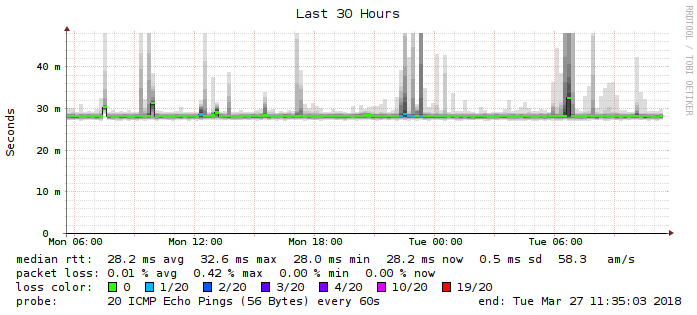 Last 30 Hours
RRDTOOL / TOBI OETIKER
Seconds
40 m
30 m
20 m
10 m
0
Mon 06:00 Mon 12:00 Mon 18:00 Tue 00:00 Tue 06:00
median rtt: 28.2 ms avg 32.6 ms max 28.0 ms min 28.2 ms now 0.5 ms sd 58.3 am/s
packet loss: 0.01 % avg 0.42 % max 0.00 % min 0.00 % now
loss color: 0 1/20 2/20 3/20 4/20 10/20 19/20
probe: 20 ICMP Echo Pings (56 Bytes) every 60s end: Tue Mar 27 11:35:03 2018